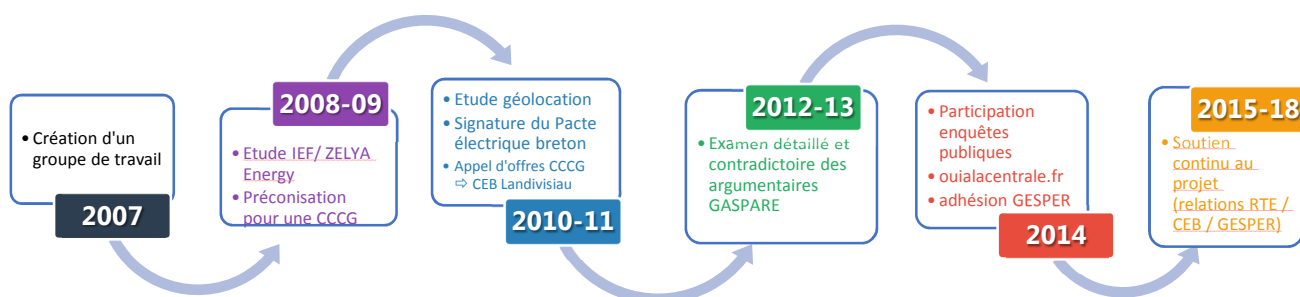 • Création d'un
groupe de travail
2007
2008-09
• Etude IEF/ ZELYA
Energy
• Préconisation
pour une CCCG
• Etude géolocation
• Signature du Pacte
électrique breton
• Appel d'offres CCCG
⇨ CEB Landivisiau
2010-11
2012-13
• Examen détaillé et
contradictoire des
argumentaires
GASPARE
• Participation
enquêtes
publiques
• ouialacentrale.fr
• adhésion GESPER
2014
2015-18
• Soutien
continu au
projet
(relations RTE /
CEB / GESPER)